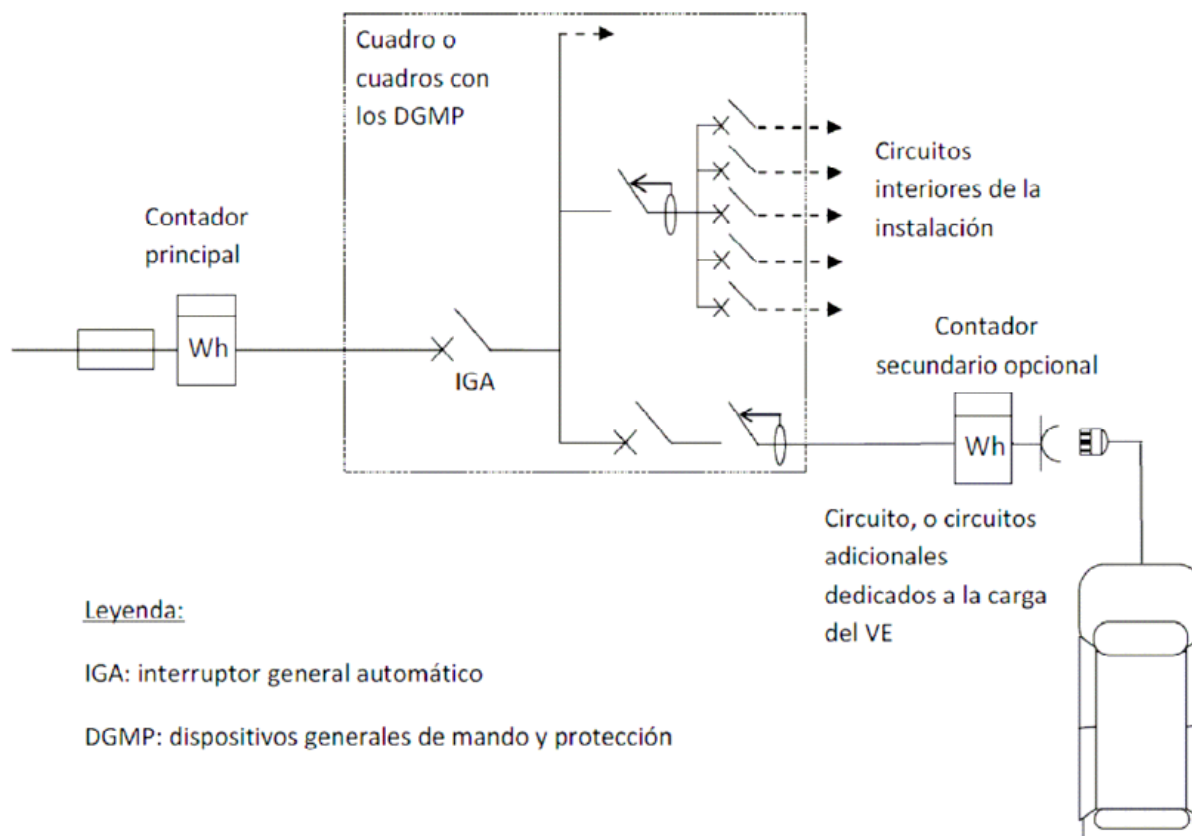 Cuadro o
cuadros con
los DGMP
Circuitos
interiores de la
instalación
Contador
principal
Wh
IGA
Contador
secundario opcional
Wh
Circuito, o circuitos
adicionales
dedicados a la carga
del VE
Leyenda:
IGA: interruptor general automático
DGMP: dispositivos generales de mando y protección